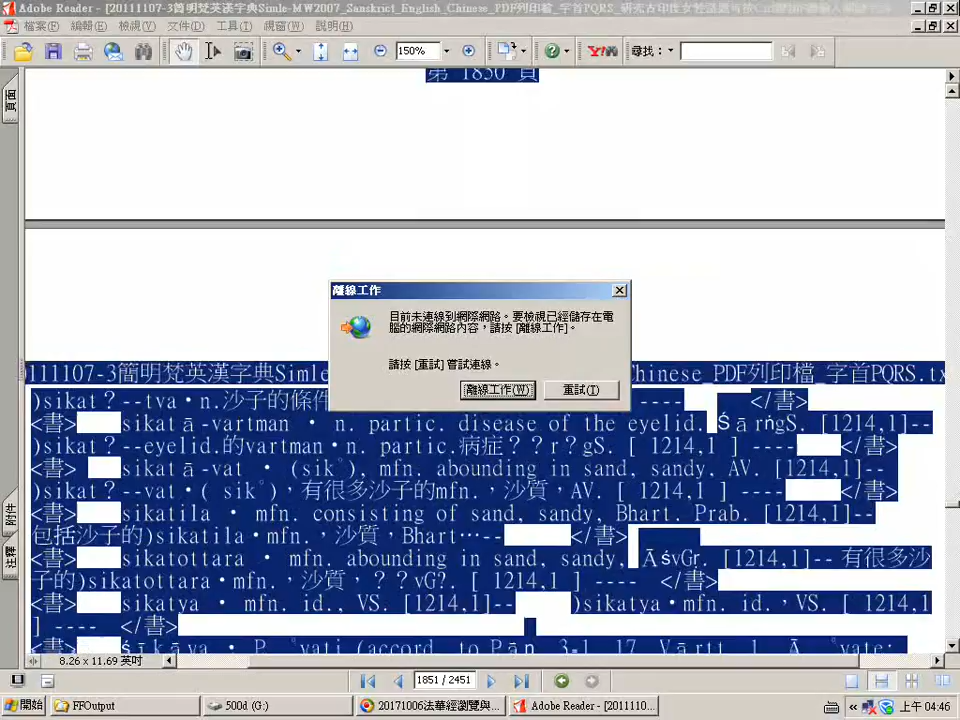 Adobe Reader - [20111107-3簡明梵英漢字典Simle-MW2007_Sanskrict_English_Chinese_PDF列印檔_字首PQRS_
檔案(F) 編輯(E) 檢視(V) 文件(D) 工具(T) 視窗(W) 說明(H)
150% Y! 尋找：
頁面
第 1850 頁
離線工作
目前未連線到網際網路。要檢視已經儲存在電
腦的網際網路內容，請按 [離線工作]。
請按 [重試] 嘗試連線。
離線工作(W) 重試(T)
111107-3簡明梵英漢字典Simle hinese_PDF列印檔_字首PQRS.tx
)sikat？--tva‧n.沙子的條件 ---- </書>
<書> sikatā-vartman ‧ n. partic. disease of the eyelid. ŚārṅgS. [1214,1]--
)sikat？--eyelid.的vartman‧n. partic.病症？？r？gS. [ 1214,1] ---- </書>
<書> sikatā-vat ‧ (sik°), mfn. abounding in sand, sandy, AV. [1214,1]--
)sikat？--vat‧( sik°)，有很多沙子的mfn.，沙質，AV. [ 1214,1] ---- </書>
<書> sikatila ‧ mfn. consisting of sand, sandy, Bhart. Prab. [1214,1]--
包括沙子的)sikatila‧mfn.，沙質，Bhart…-- </書>
<書> sikatottara ‧ mfn. abounding in sand, sandy, ĀśvGṛ. [1214,1]-- 有很多沙
子的)sikatottara‧mfn.，沙質，？？vG?. [ 1214,1 ] ---- </書>
<書> sikatya ‧ mfn. id., VS. [1214,1]-- )sikatya‧mfn. id.，VS. [ 1214,1
] ---- </書>
附件
注釋
8.26 x 11.69 英吋
1851 / 2451
開始 FFOutput 500d (G:) 20171006法華經瀏覽與... Adobe Reader - [2011110... 上午 04:46